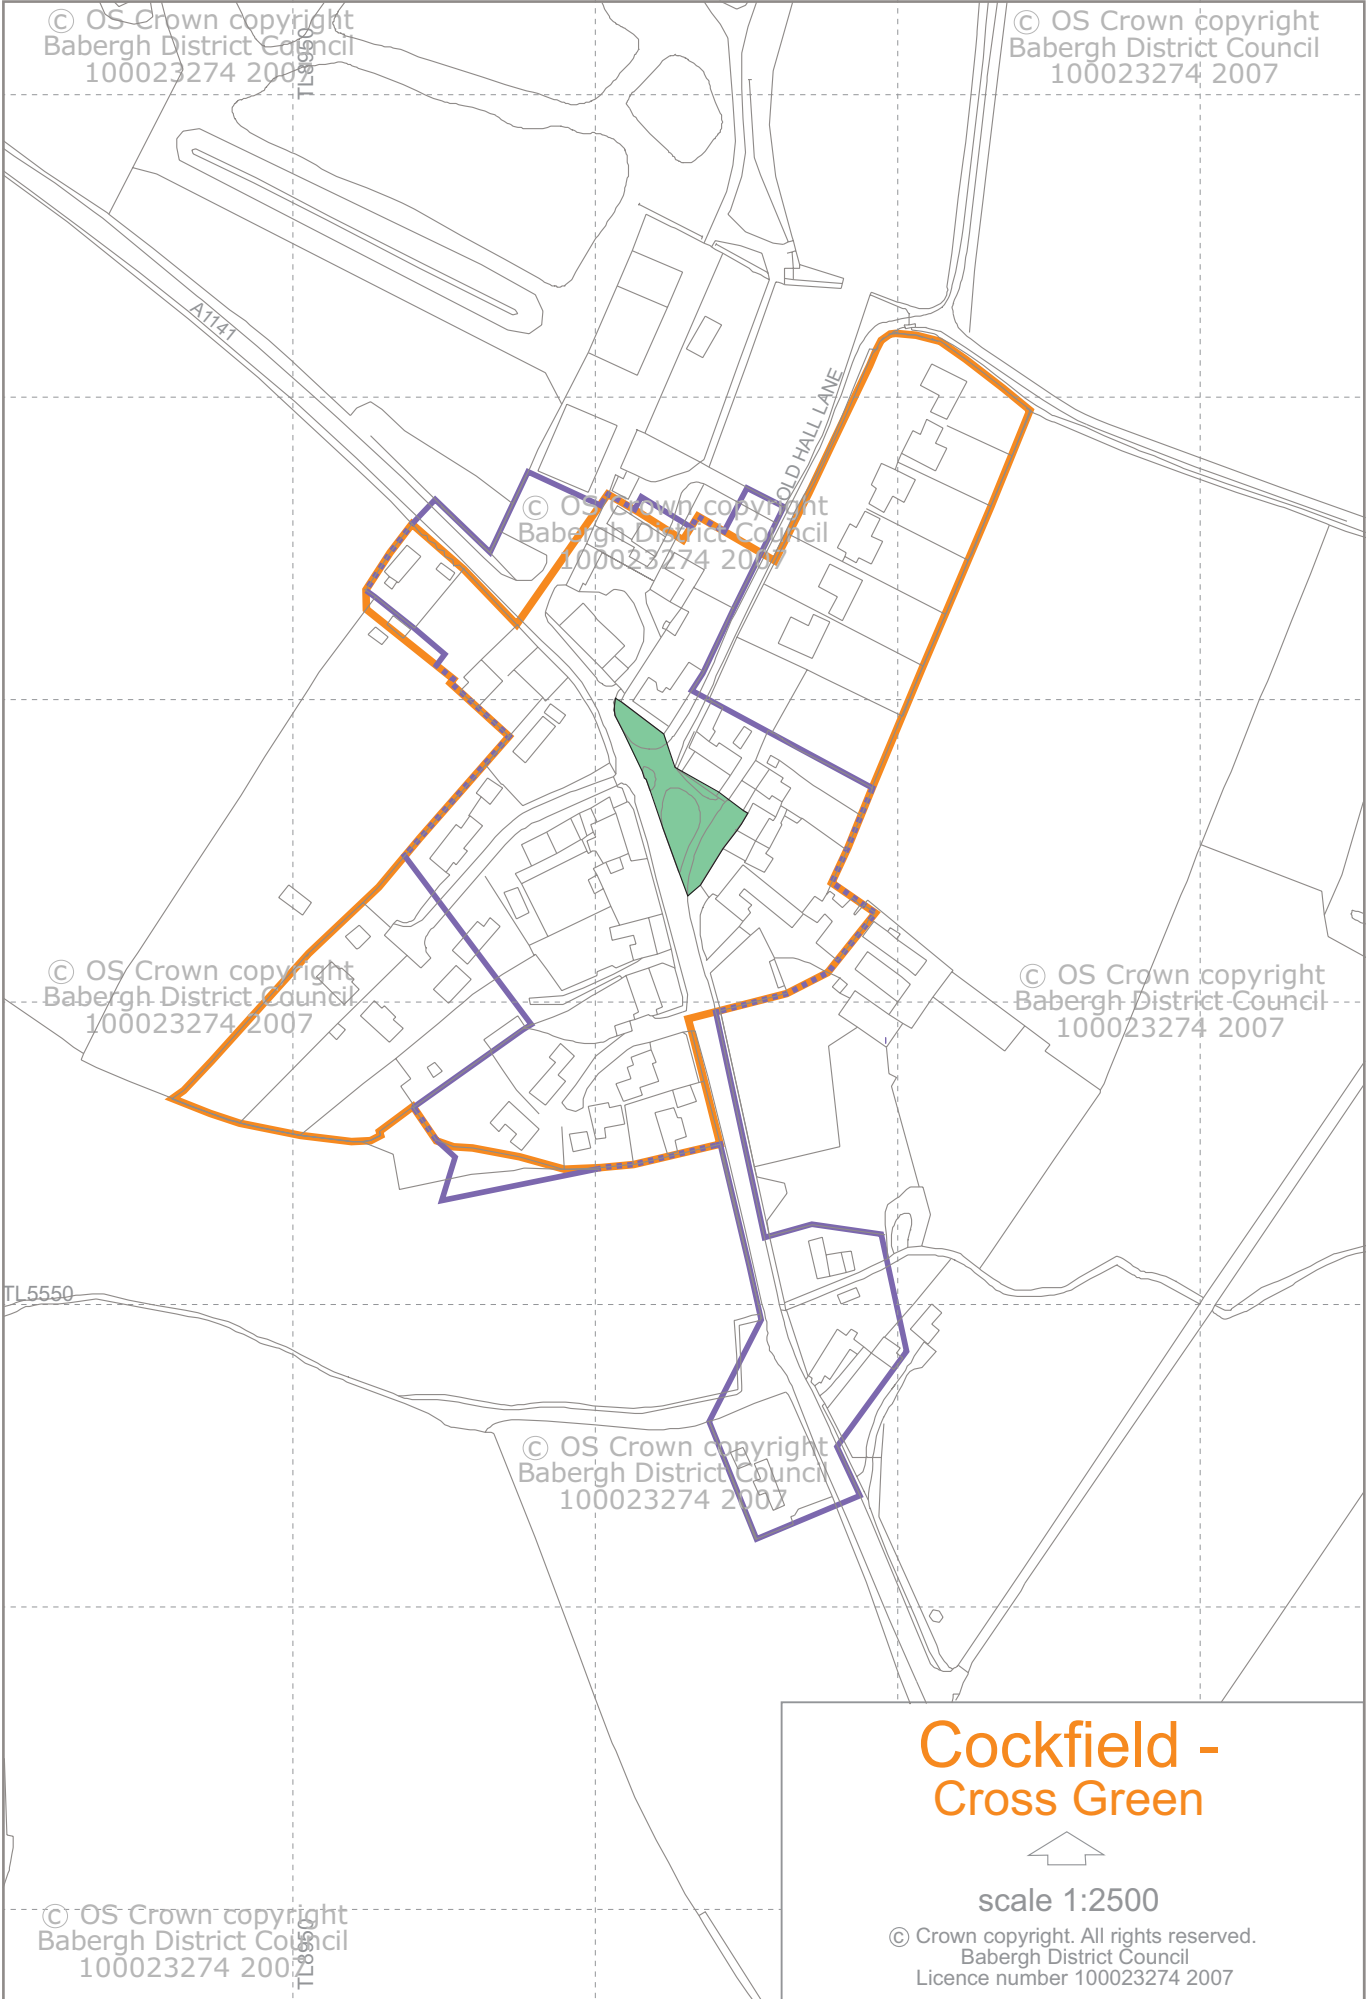 © OS Crown copyright
Babergh District Council
100023274 2007
TL8950
© OS Crown copyright
Babergh District Council
100023274 2007
A1141
OLD HALL LANE
© OS Crown copyright
Babergh District Council
100023274 2007
© OS Crown copyright
Babergh District Council
100023274 2007
© OS Crown copyright
Babergh District Council
100023274 2007
TL5550
© OS Crown copyright
Babergh District Council
100023274 2007
Cockfield -
Cross Green
scale 1:2500
© Crown copyright. All rights reserved.
Babergh District Council
Licence number 100023274 2007
© OS Crown copyright
Babergh District Council
100023274 2007
TL8950